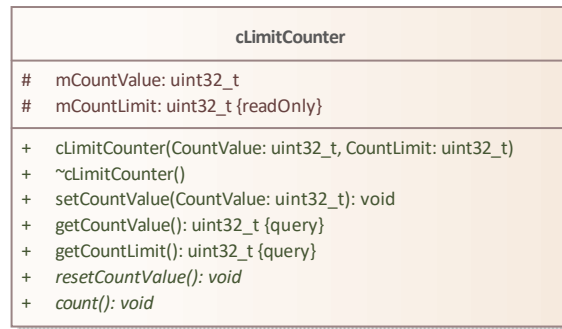 cLimitCounter
# mCountValue: uint32_t
# mCountLimit: uint32_t {readOnly}
+ cLimitCounter(CountValue: uint32_t, CountLimit: uint32_t)
+ ~cLimitCounter()
+ setCountValue(CountValue: uint32_t): void
+ getCountValue(): uint32_t {query}
+ getCountLimit(): uint32_t {query}
+ resetCountValue(): void
+ count(): void